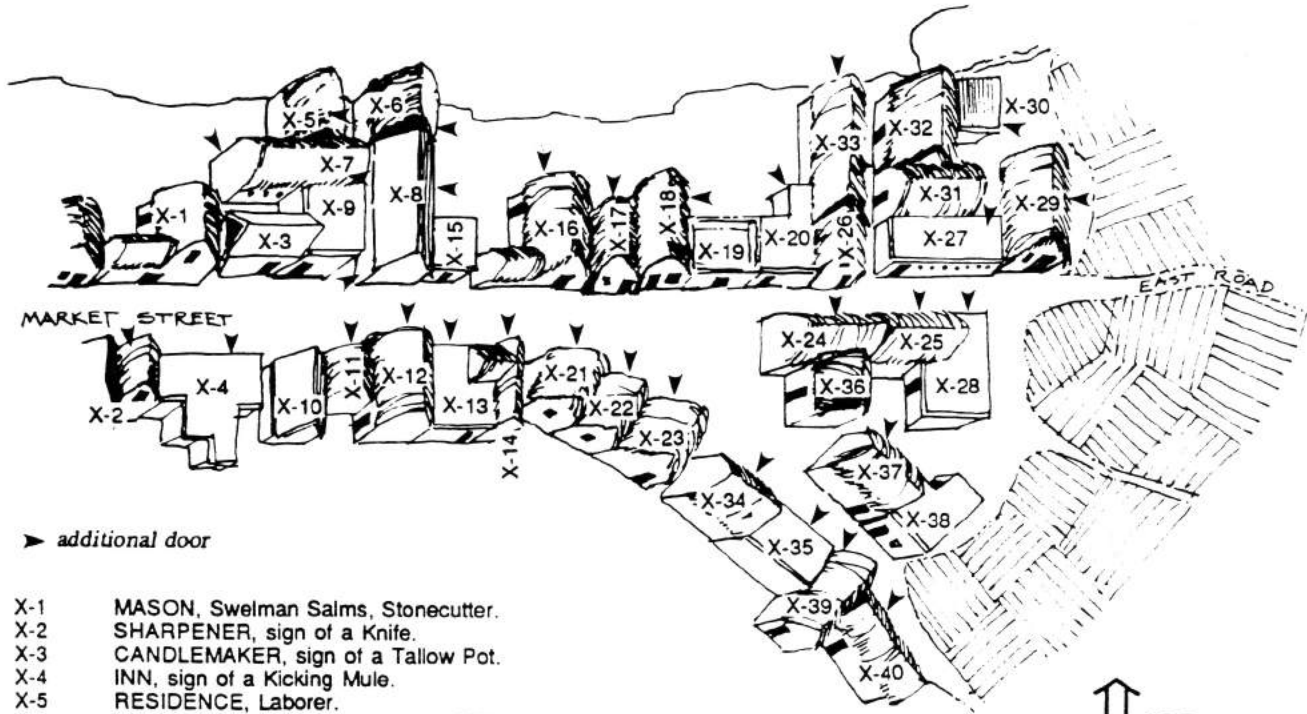 X-5
X-6
X-30
X-32
X-33
X-7
X-8
X-31
X-9
X-1
X-18
X-17
X-29
X-16
X-3
X-15
X-19
X-20
X-26
X-27
EAST ROAD
MARKET STREET
X-24
X-25
X-11
X-12
X-21
X-4
X-36
X-28
X-2
X-10
X-13
X-22
X-14
X-23
X-37
X-34
X-38
X-35
X-39
X-40
additional door
X-1 MASON, Swelman Salms, Stonecutter.
X-2 SHARPENER, sign of a Knife.
X-3 CANDLEMAKER, sign of a Tallow Pot.
X-4 INN, sign of a Kicking Mule.
X-5 RESIDENCE, Laborer.